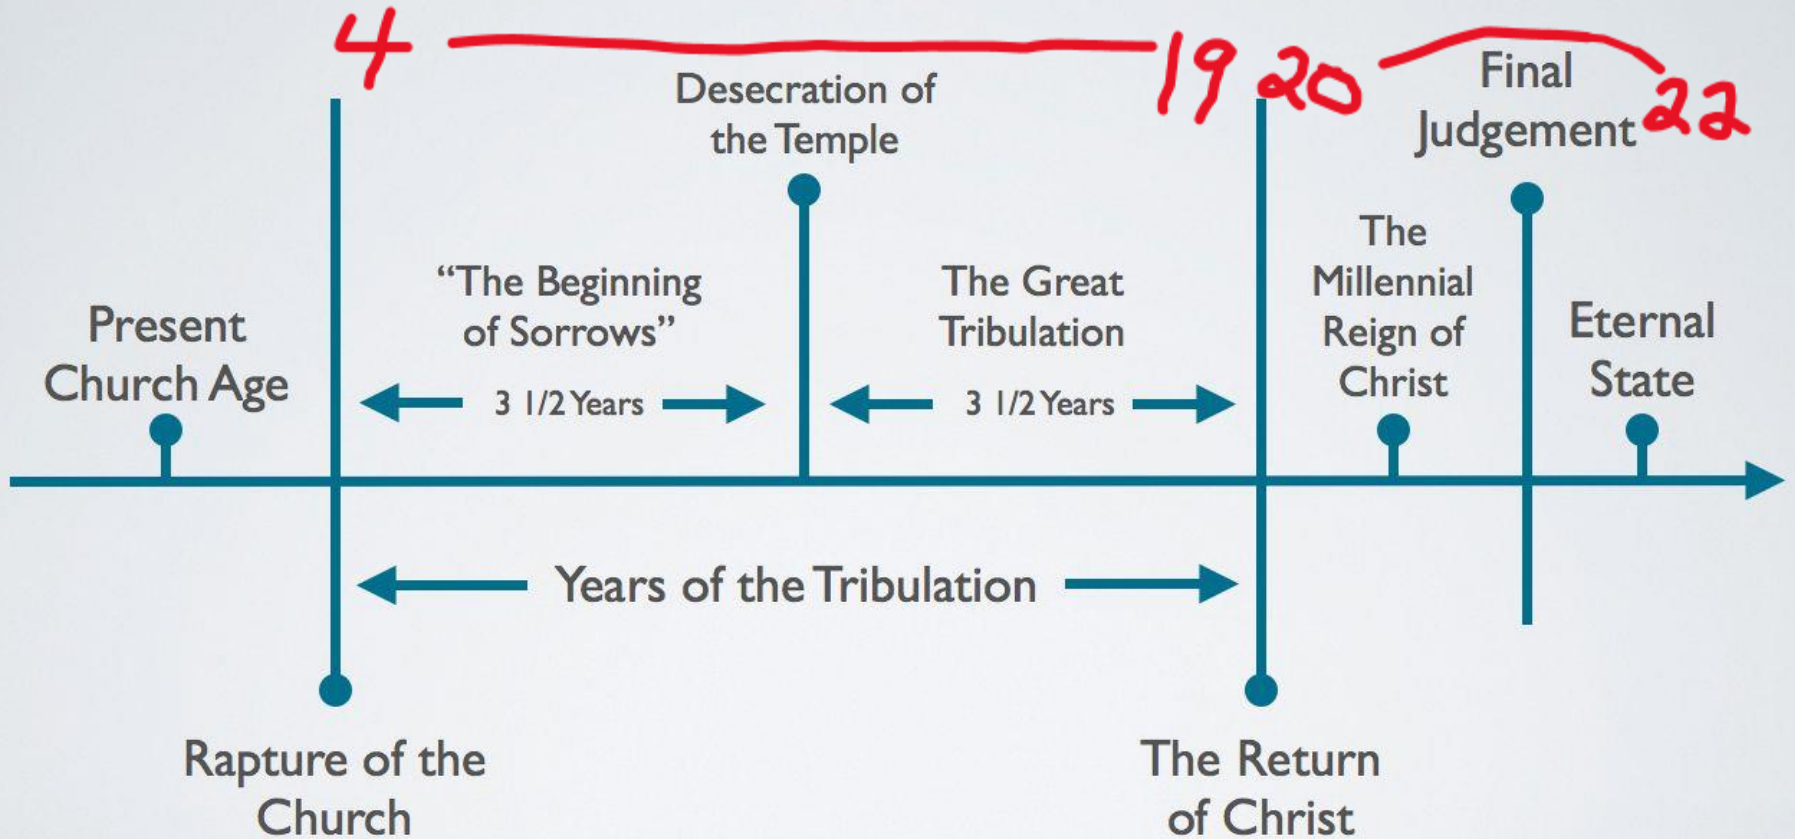 4 19 20 22
Desecration of
the Temple
Final
Judgement
"The Beginning
of Sorrows"
3 1/2 Years
The Great
Tribulation
3 1/2 Years
The
Millennial
Reign of
Christ
Present
Church Age
Eternal
State
Years of the Tribulation
Rapture of the
Church
The Return
of Christ